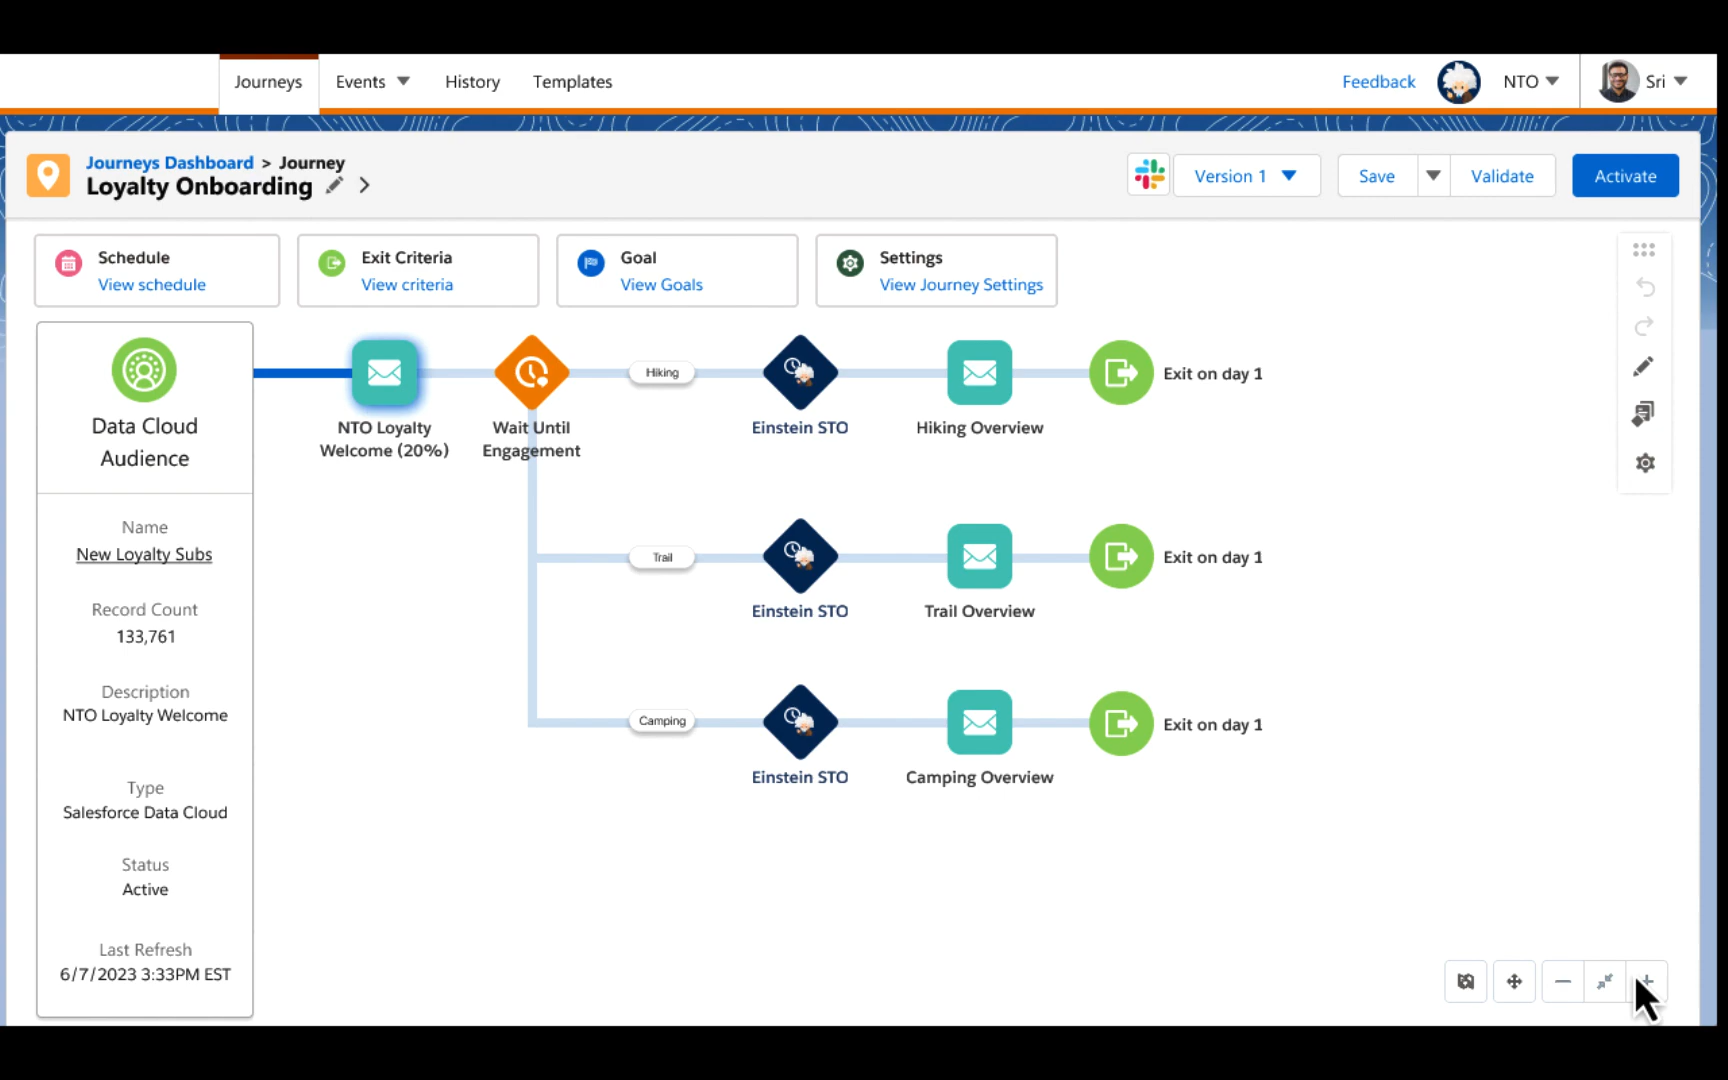 Journeys
Events
History
Templates
Feedback
NTO
Sri
Journeys Dashboard > Journey
Loyalty Onboarding
Version 1
Save
Validate
Activate
Schedule
View schedule
Exit Criteria
View criteria
Goal
View Goals
Settings
View Journey Settings
Data Cloud
Audience
Name
New Loyalty Subs
Record Count
133,761
Description
NTO Loyalty Welcome
Type
Salesforce Data Cloud
Status
Active
Last Refresh
6/7/2023 3:33PM EST
NTO Loyalty
Welcome (20%)
Wait Until
Engagement
Hiking
Einstein STO
Hiking Overview
Exit on day 1
Trail
Einstein STO
Trail Overview
Exit on day 1
Camping
Einstein STO
Camping Overview
Exit on day 1